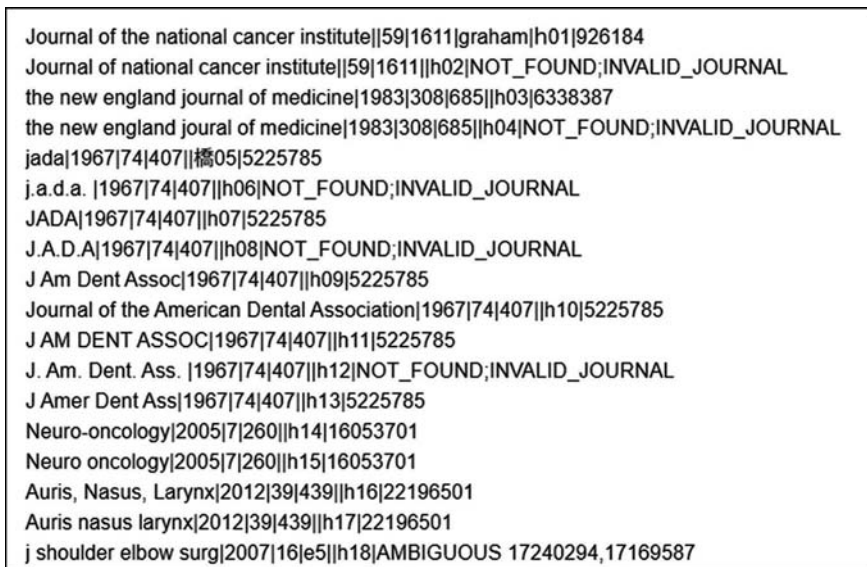 Journal of the national cancer institute||59|1611|graham|h01|926184
Journal of national cancer institute||59|1611||h02|NOT_FOUND;INVALID_JOURNAL
the new england journal of medicine|1983|308|685||h03|6338387
the new england joural of medicine|1983|308|685||h04|NOT_FOUND;INVALID_JOURNAL
jada|1967|74|407||橋05|5225785
j.a.d.a. |1967|74|407||h06|NOT_FOUND;INVALID_JOURNAL
JADA|1967|74|407||h07|5225785
J.A.D.A|1967|74|407||h08|NOT_FOUND;INVALID_JOURNAL
J Am Dent Assoc|1967|74|407||h09|5225785
Journal of the American Dental Association|1967|74|407||h10|5225785
J AM DENT ASSOC|1967|74|407||h11|5225785
J. Am. Dent. Ass. |1967|74|407||h12|NOT_FOUND;INVALID_JOURNAL
J Amer Dent Ass|1967|74|407||h13|5225785
Neuro-oncology|2005|7|260||h14|16053701
Neuro oncology|2005|7|260||h15|16053701
Auris, Nasus, Larynx|2012|39|439||h16|22196501
Auris nasus larynx|2012|39|439||h17|22196501
j shoulder elbow surg|2007|16|e5||h18|AMBIGUOUS 17240294,17169587